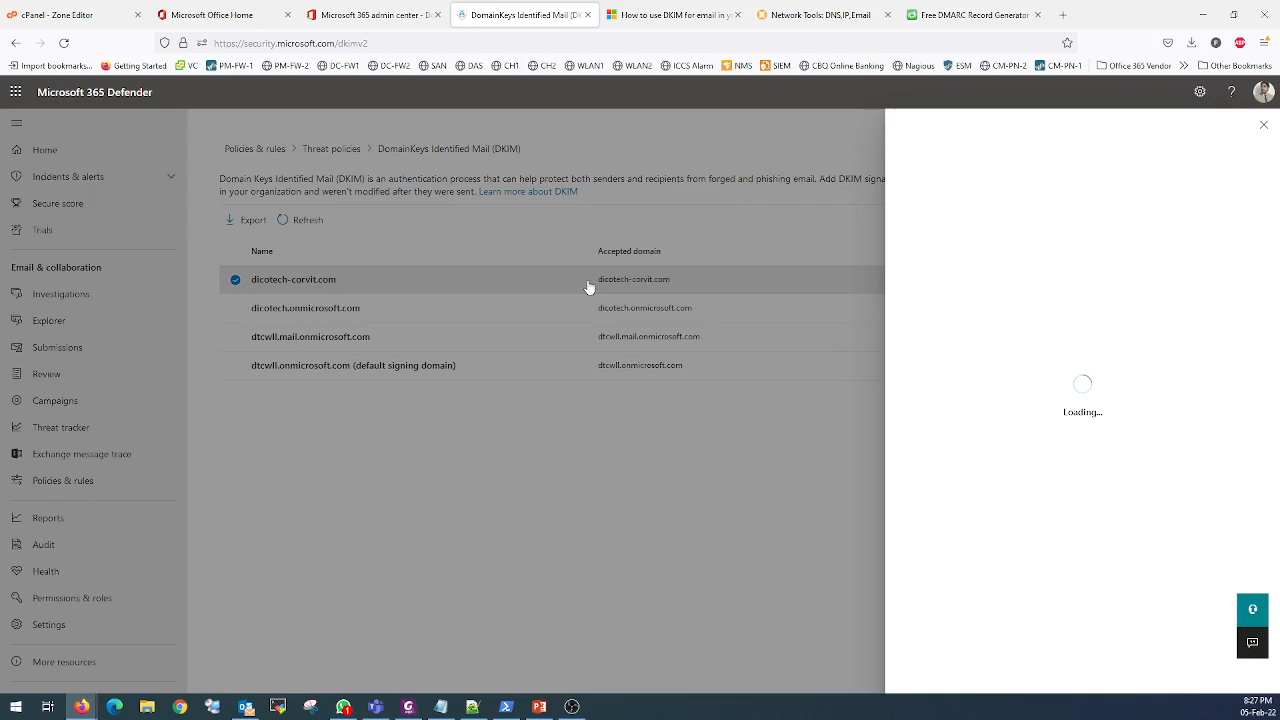 cPanel - Zone Editor
Microsoft Office Home
Microsoft 365 admin center - Do
DomainKeys Identified Mail (DK
How to use DKIM for email in yo
Network Tools: DNS,IP,Email
Free DMARC Record Generator
https://security.microsoft.com/dkimv2
Import bookmarks...
Getting Started
VC
PM-FW-1
PM-FW-2
DC-FW1
DC-FW2
SAN
DAS
CH1
CH2
WLAN1
WLAN2
ICCS Alarm
NMS
SIEM
CBQ Online Banking
Nagious
ESM
CM-PN-2
CM-PN-1
Office 365 Vendor
Other Bookmarks
Microsoft 365 Defender
Home
Incidents & alerts
Secure score
Trials
Email & collaboration
Investigations
Explorer
Submissions
Review
Campaigns
Threat tracker
Exchange message trace
Policies & rules
Reports
Audit
Health
Permissions & roles
Settings
More resources
Policies & rules > Threat policies > DomainKeys Identified Mail (DKIM)
Domain Keys Identified Mail (DKIM) is an authentication process that can help protect both senders and recipients from forged and phishing email. Add DKIM signa
in your organization and weren't modified after they were sent. Learn more about DKIM
Export Refresh
Name Accepted domain
dicotech-corvit.com dicotech-corvit.com
dicotech.onmicrosoft.com dicotech.onmicrosoft.com
dtcwll.mail.onmicrosoft.com dtcwll.mail.onmicrosoft.com
dtcwll.onmicrosoft.com (default signing domain) dtcwll.onmicrosoft.com
Loading...
8:27 PM
05-Feb-22